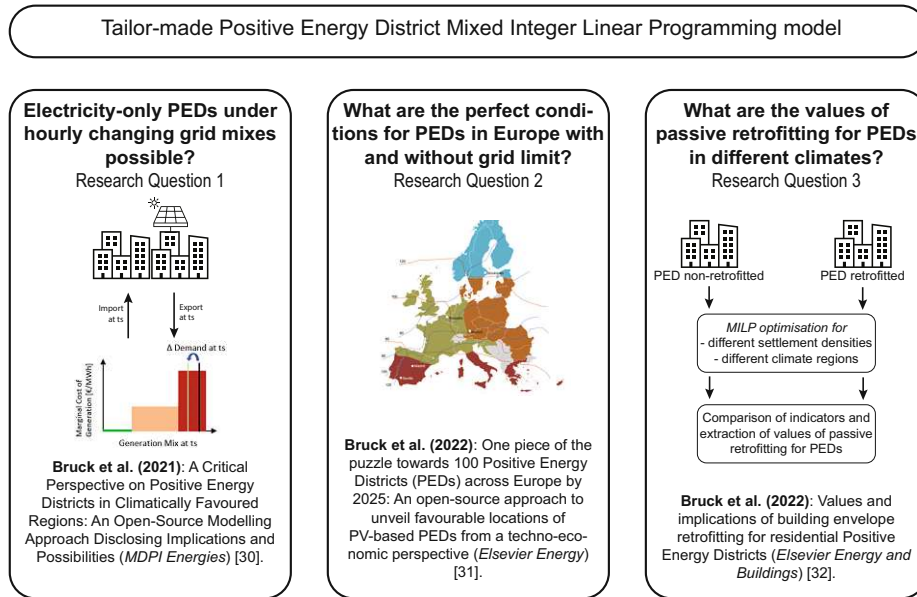 Tailor-made Positive Energy District Mixed Integer Linear Programming model
Electricity-only PEDs under
hourly changing grid mixes
possible?
Research Question 1
Import
at ts
Export
at ts
Δ Demand at ts
Marginal Cost of
Generation [€/MWh]
Generation Mix at ts
Bruck et al. (2021): A Critical
Perspective on Positive Energy
Districts in Climatically Favoured
Regions: An Open-Source Modelling
Approach Disclosing Implications and
Possibilities (MDPI Energies) [30].
What are the perfect condi-
tions for PEDs in Europe with
and without grid limit?
Research Question 2
Bruck et al. (2022): One piece of the
puzzle towards 100 Positive Energy
Districts (PEDs) across Europe by
2025: An open-source approach to
unveil favourable locations of
PV-based PEDs from a techno-eco-
nomic perspective (Elsevier Energy)
[31].
What are the values of
passive retrofitting for PEDs
in different climates?
Research Question 3
PED non-retrofitted
PED retrofitted
MILP optimisation for
- different settlement densities
- different climate regions
Comparison of indicators and
extraction of values of passive
retrofitting for PEDs
Bruck et al. (2022): Values and
implications of building envelope
retrofitting for residential Positive
Energy Districts (Elsevier Energy and
Buildings) [32].